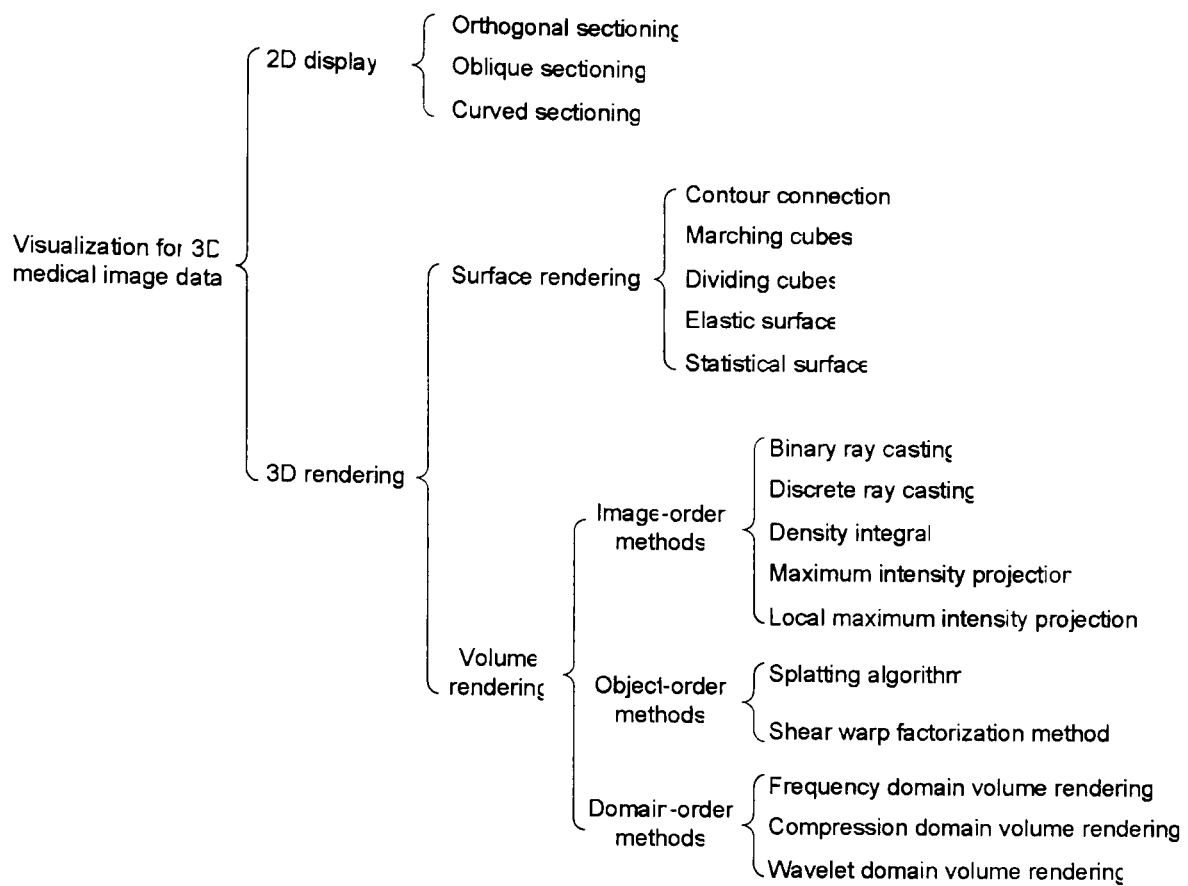 Orthogonal sectioning
2D display
Oblique sectioning
Curved sectioning
Visualization for 3D
medical image data
Contour connection
Marching cubes
Surface rendering
Dividing cubes
Elastic surface
Statistical surface
3D rendering
Binary ray casting
Discrete ray casting
Image-order
methods
Density integral
Maximum intensity projection
Local maximum intensity projection
Volume
rendering
Splatting algorithm
Object-order
methods
Shear warp factorization method
Frequency domain volume rendering
Domain-order
methods
Compression domain volume rendering
Wavelet domain volume rendering